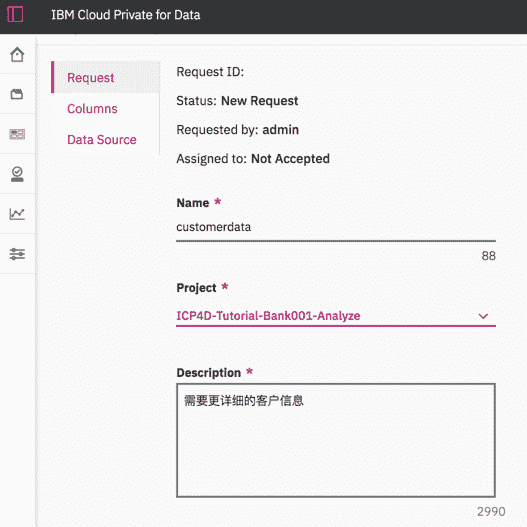 IBM Cloud Private for Data
Request
Columns
Data Source
Request ID:
Status: New Request
Requested by: admin
Assigned to: Not Accepted
Name *
customerdata
88
Project *
ICP4D-Tutorial-Bank001-Analyze
Description *
需要更详细的客户信息
2990